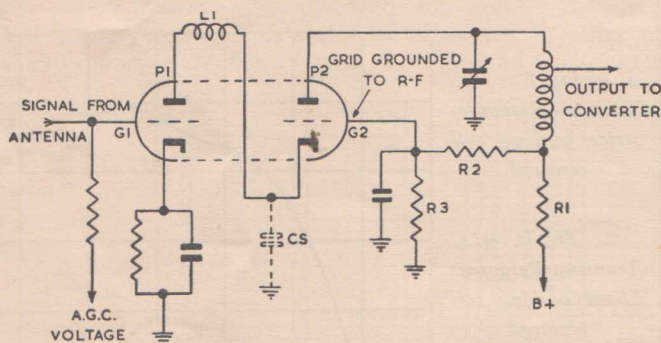 L1
P1
P2
GRID GROUNDED
TO R-F
SIGNAL FROM
ANTENNA
G1
G2
OUTPUT TO
CONVERTER
R2
R3
R1
CS
B+
A.G.C.
VOLTAGE